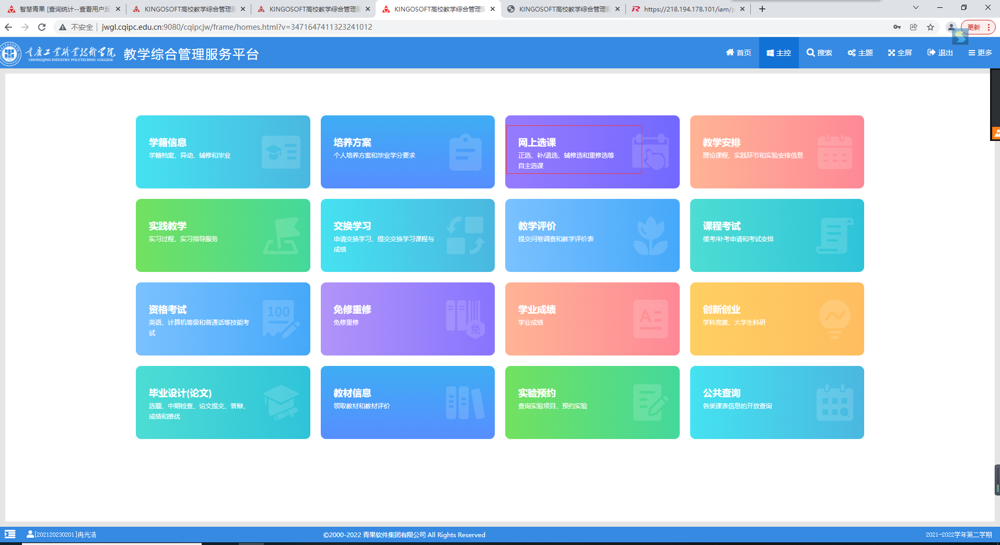 智慧青果 [查询统计--查看用户反
KINGOSOFT高校教学综合管理服
KINGOSOFT高校教学综合管理服
KINGOSOFT高校教学综合管理服
KINGOSOFT高校教学综合管理服
https://218.194.178.101/iam/p
不安全
jwgl.cqipc.edu.cn:9080/cqipcjw/frame/homes.html?v=3471647411323241012
更新
重庆工业职业技术学院
CHONGQING INDUSTRY POLYTECHNIC COLLEGE
教学综合管理服务平台
首页
主控
搜索
主题
全屏
退出
更多
学籍信息
学籍档案、异动、辅修和毕业
培养方案
个人培养方案和毕业学分要求
网上选课
正选、补/退选、辅修选和重修选等
自主选课
教学安排
理论课程、实践环节和实验安排信息
实践教学
实习过程、实习指导服务
交换学习
申请交换学习、提交交换学习课程与
成绩
教学评价
提交问卷调查和教学评价表
课程考试
缓考/补考申请和考试安排
资格考试
英语、计算机等级和普通话等技能考
试
100
免修重修
免修重修
免
学业成绩
学业成绩
A
创新创业
学科竞赛、大学生科研
毕业设计(论文)
选题、中期检查、论文提交、答辩、
成绩和推优
教材信息
领取教材和教材评价
实验预约
查询实验项目、预约实验
公共查询
各类课表信息的开放查询
[202120230201]冉光浩
©2000-2022 青果软件集团有限公司 All Rights Reserved
2021-2022学年第二学期